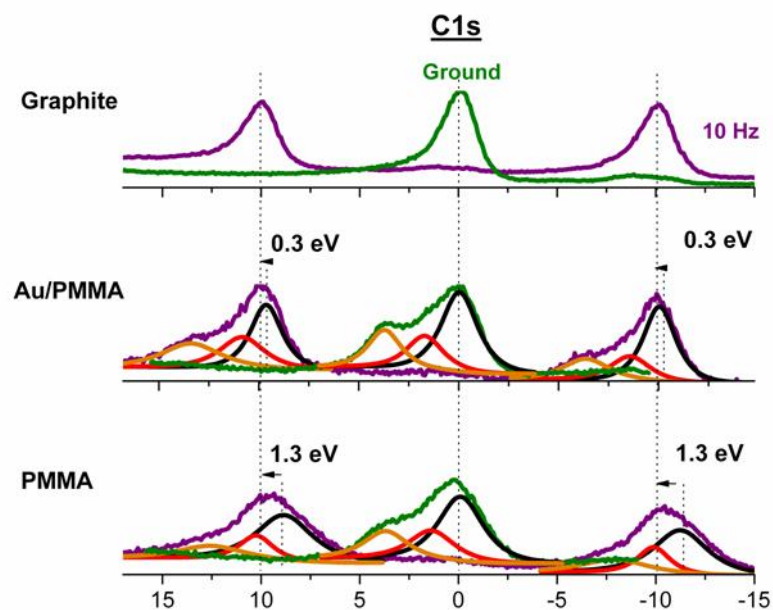 C1s
Ground
Graphite
10 Hz
0.3 eV
0.3 eV
Au/PMMA
1.3 eV
1.3 eV
PMMA
15 10 5 0 -5 -10 -15